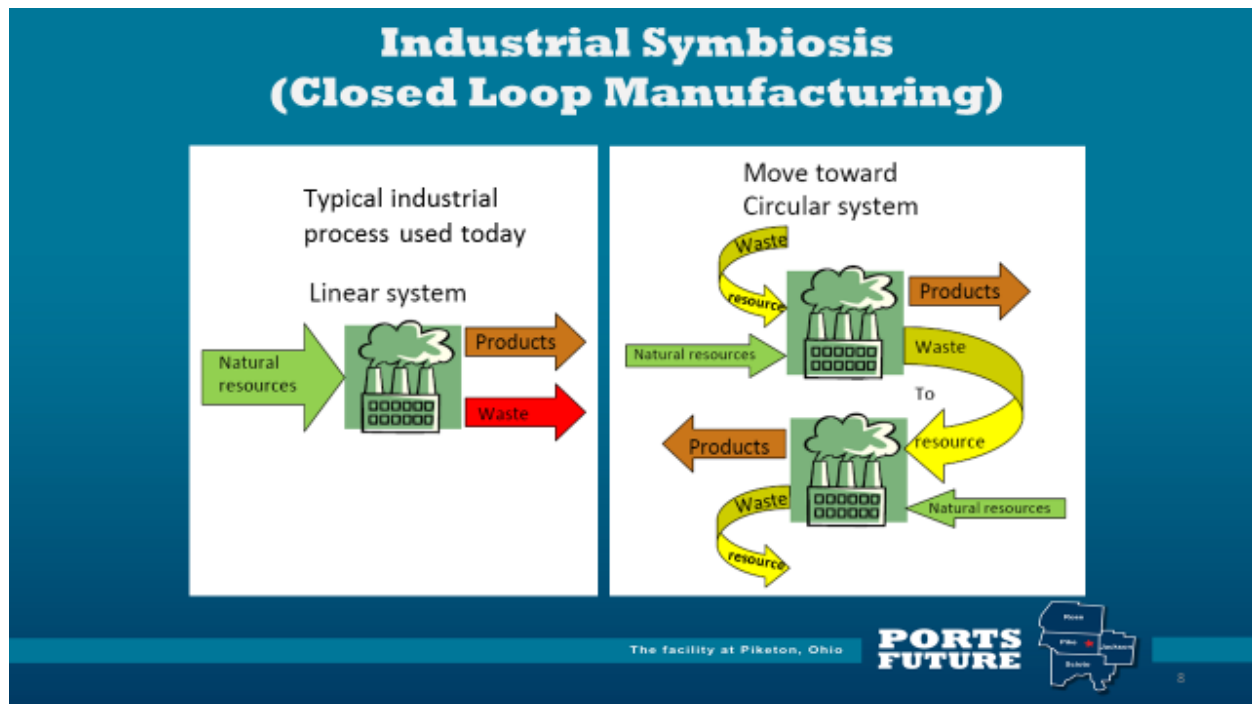 Industrial Symbiosis
(Closed Loop Manufacturing)
Typical industrial
process used today
Linear system
Natural
resources
Products
Waste
Move toward
Circular system
Waste
resource
Products
Natural resources
Waste
To
resource
Products
Waste
Natural resources
resource
The facility at Piketon, Ohio
PORTS
FUTURE
Ross
Pike
Jackson
Scioto
8